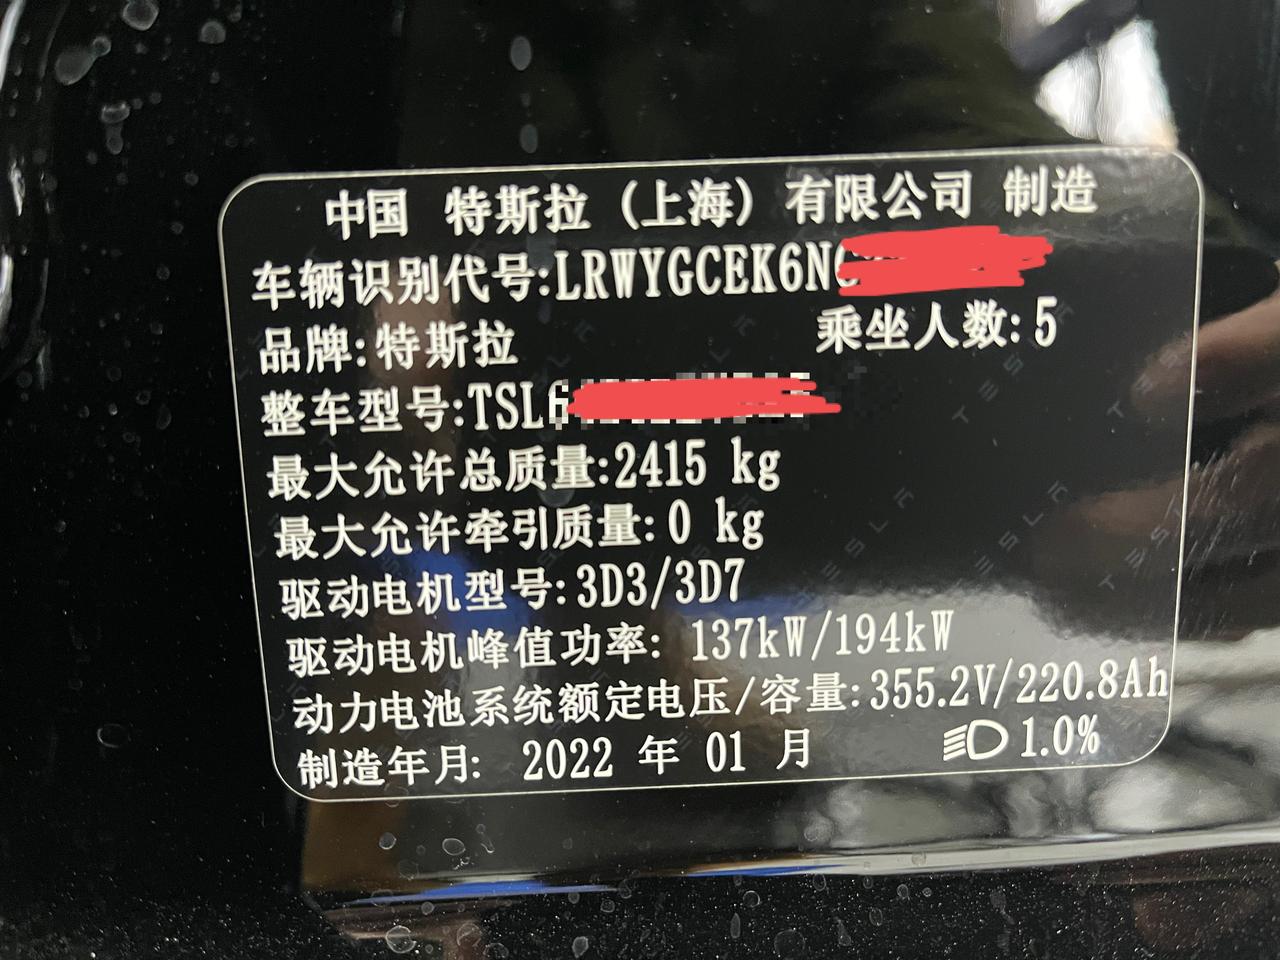 中国 特斯拉（上海）有限公司 制造
车辆识别代号:LRWYGCEK6N
品牌:特斯拉 乘坐人数:5
整车型号:TSL6
最大允许总质量:2415 kg
最大允许牵引质量:0 kg
驱动电机型号:3D3/3D7
驱动电机峰值功率: 137kW/194kW
动力电池系统额定电压/容量:355.2V/220.8Ah
制造年月: 2022 年 01 月 1.0%